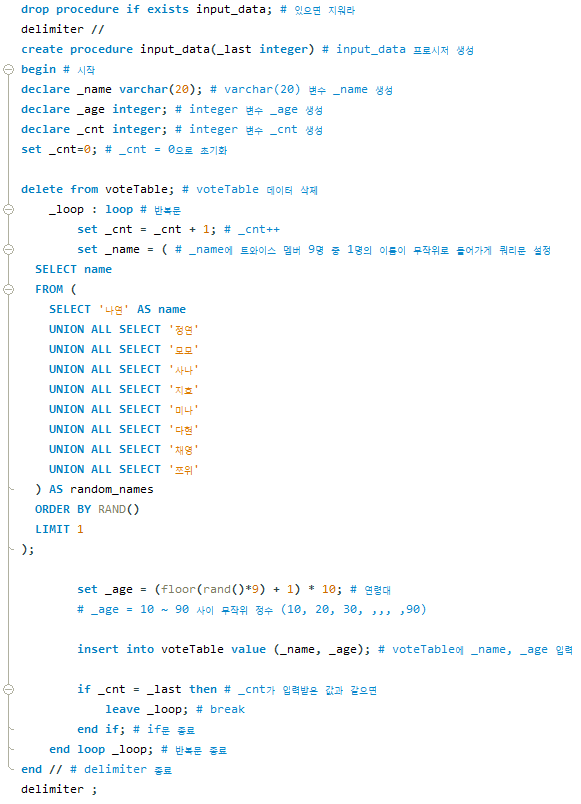 drop procedure if exists input_data; # 있으면 지워라
delimiter //
create procedure input_data(_last integer) # input_data 프로시저 생성
begin # 시작
declare _name varchar(20); # varchar(20) 변수 _name 생성
declare _age integer; # integer 변수 _age 생성
declare _cnt integer; # integer 변수 _cnt 생성
set _cnt=0; # _cnt = 0으로 초기화
delete from voteTable; # voteTable 데이터 삭제
_loop : loop # 반복문
set _cnt = _cnt + 1; # _cnt++
set _name = ( # _name에 트와이스 멤버 9명 중 1명의 이름이 무작위로 들어가게 쿼리문 설정
SELECT name
FROM (
SELECT '나연' AS name
UNION ALL SELECT '정연'
UNION ALL SELECT '모모'
UNION ALL SELECT '사나'
UNION ALL SELECT '지효'
UNION ALL SELECT '미나'
UNION ALL SELECT '다현'
UNION ALL SELECT '채영'
UNION ALL SELECT '쯔위'
) AS random_names
ORDER BY RAND()
LIMIT 1
);
set _age = (floor(rand()*9) + 1) * 10; # 연령대
# _age = 10 ~ 90 사이 무작위 정수 (10, 20, 30, ,,, ,90)
insert into voteTable value (_name, _age); # voteTable에 _name, _age 입력
if _cnt = _last then # _cnt가 입력받은 값과 같으면
leave _loop; # break
end if; # if문 종료
end loop _loop; # 반복문 종료
end // # delimiter 종료
delimiter ;